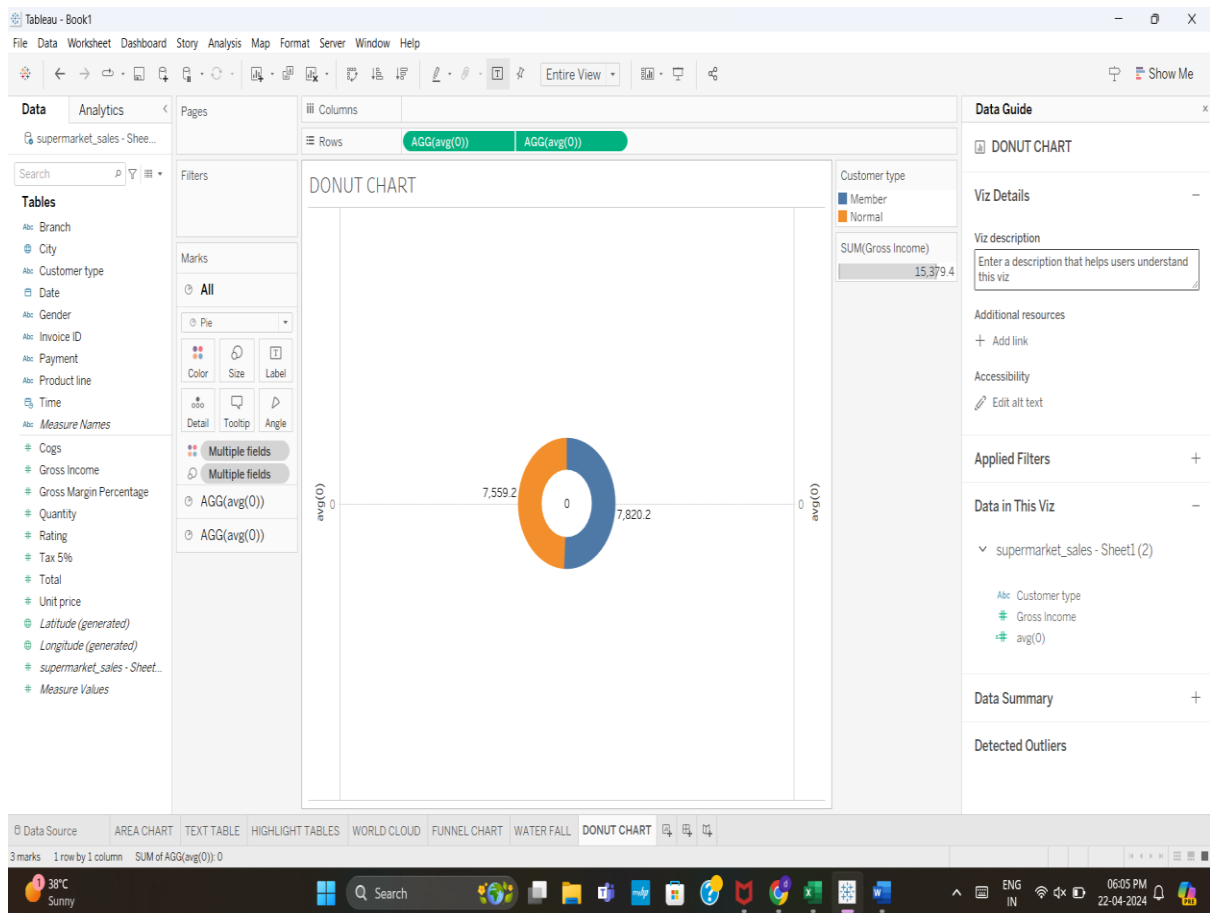 Tableau - Book1
File Data Worksheet Dashboard Story Analysis Map Format Server Window Help
Entire View
Show Me
Data Analytics
supermarket_sales - Shee...
Search
Tables
Abc Branch
City
Abc Customer type
Date
Abc Gender
Abc Invoice ID
Abc Payment
Abc Product line
Time
Abc Measure Names
# Cogs
# Gross Income
# Gross Margin Percentage
# Quantity
# Rating
# Tax 5%
# Total
# Unit price
Latitude (generated)
Longitude (generated)
# supermarket_sales - Sheet...
# Measure Values
Pages
Filters
Marks
All
Pie
Color Size Label
Detail Tooltip Angle
Multiple fields
Multiple fields
AGG(avg(0))
AGG(avg(0))
Columns
Rows AGG(avg(0)) AGG(avg(0))
DONUT CHART
avg(0)
0
7,559.2
0
7,820.2
0
avg(0)
Customer type
Member
Normal
SUM(Gross Income)
15,379.4
Data Guide x
DONUT CHART
Viz Details
Viz description
Enter a description that helps users understand
this viz
Additional resources
+ Add link
Accessibility
Edit alt text
Applied Filters +
Data in This Viz
supermarket_sales - Sheet1 (2)
Abc Customer type
# Gross Income
=# avg(0)
Data Summary +
Detected Outliers
Data Source AREA CHART TEXT TABLE HIGHLIGHT TABLES WORLD CLOUD FUNNEL CHART WATER FALL DONUT CHART
3 marks 1 row by 1 column SUM of AGG(avg(0)): 0
1
38°C
Sunny
Search
ENG
IN
06:05 PM
22-04-2024
PRE